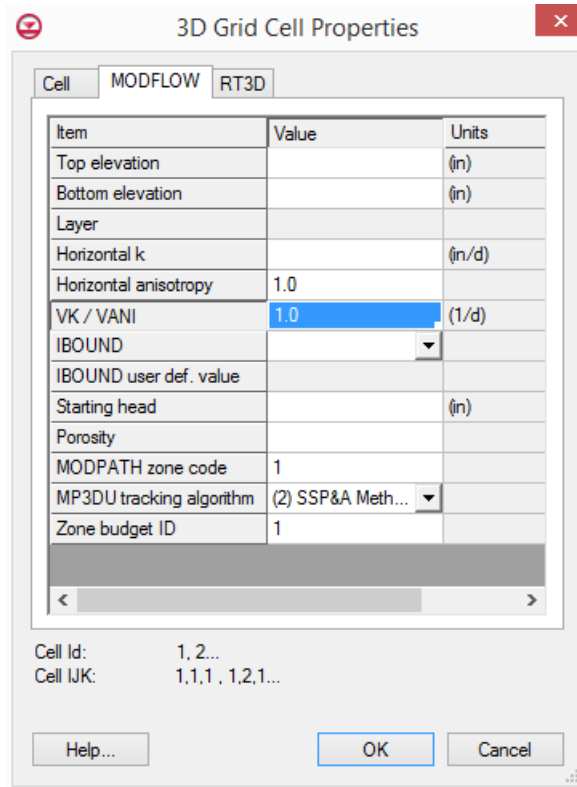 3D Grid Cell Properties
Cell MODFLOW RT3D
Item Value Units
Top elevation (in)
Bottom elevation (in)
Layer
Horizontal k (in/d)
Horizontal anisotropy 1.0
VK / VANI 1.0 (1/d)
IBOUND
IBOUND user def. value
Starting head (in)
Porosity
MODPATH zone code 1
MP3DU tracking algorithm (2) SSP&A Meth...
Zone budget ID 1
Cell Id: 1, 2...
Cell IJK: 1,1,1 , 1,2,1...
Help... OK Cancel